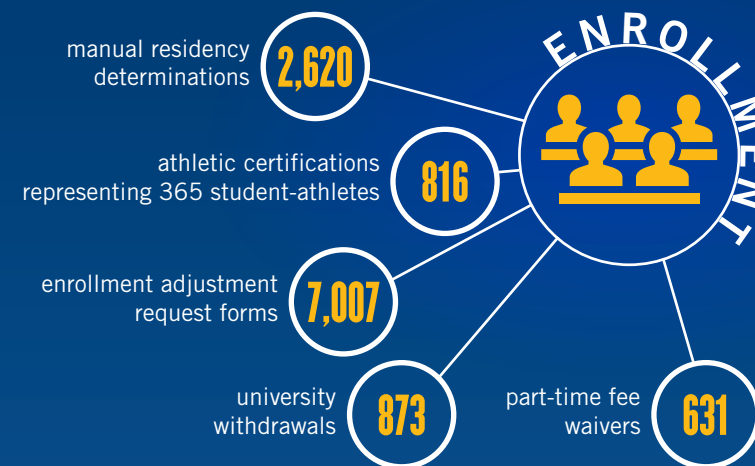 ENROLLMENT
manual residency
determinations
2,620
athletic certifications
representing 365 student-athletes
816
enrollment adjustment
request forms
7,007
university
withdrawals
873
part-time fee
waivers
631